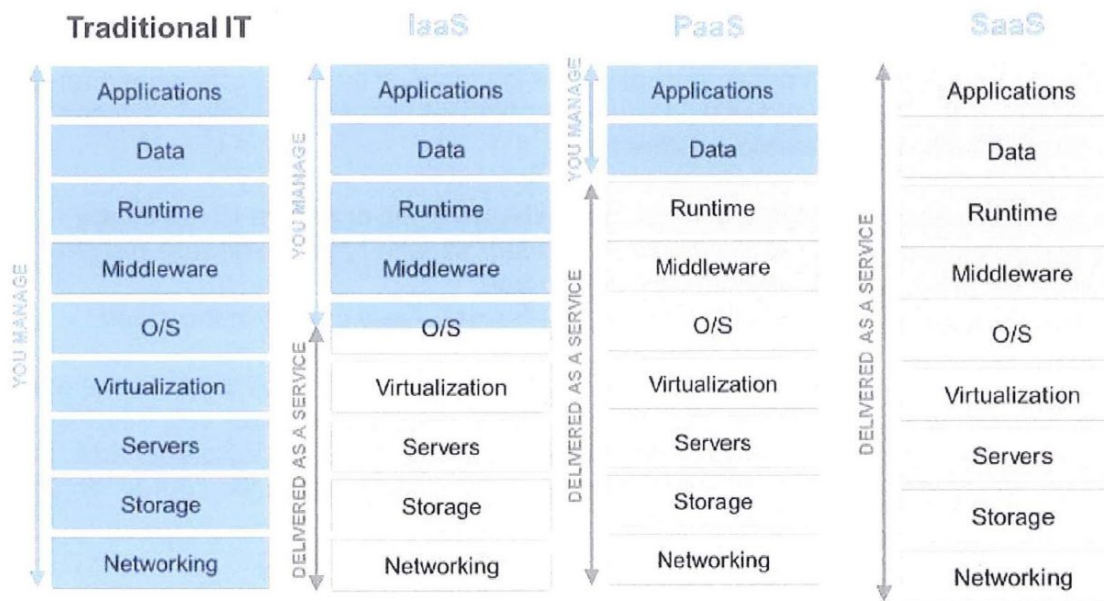 Traditional IT
YOU MANAGE
Applications
Data
Runtime
Middleware
O/S
Virtualization
Servers
Storage
Networking
IaaS
YOU MANAGE
DELIVERED AS A SERVICE
Applications
Data
Runtime
Middleware
O/S
Virtualization
Servers
Storage
Networking
PaaS
YOU MANAGE
DELIVERED AS A SERVICE
Applications
Data
Runtime
Middleware
O/S
Virtualization
Servers
Storage
Networking
SaaS
DELIVERED AS A SERVICE
Applications
Data
Runtime
Middleware
O/S
Virtualization
Servers
Storage
Networking